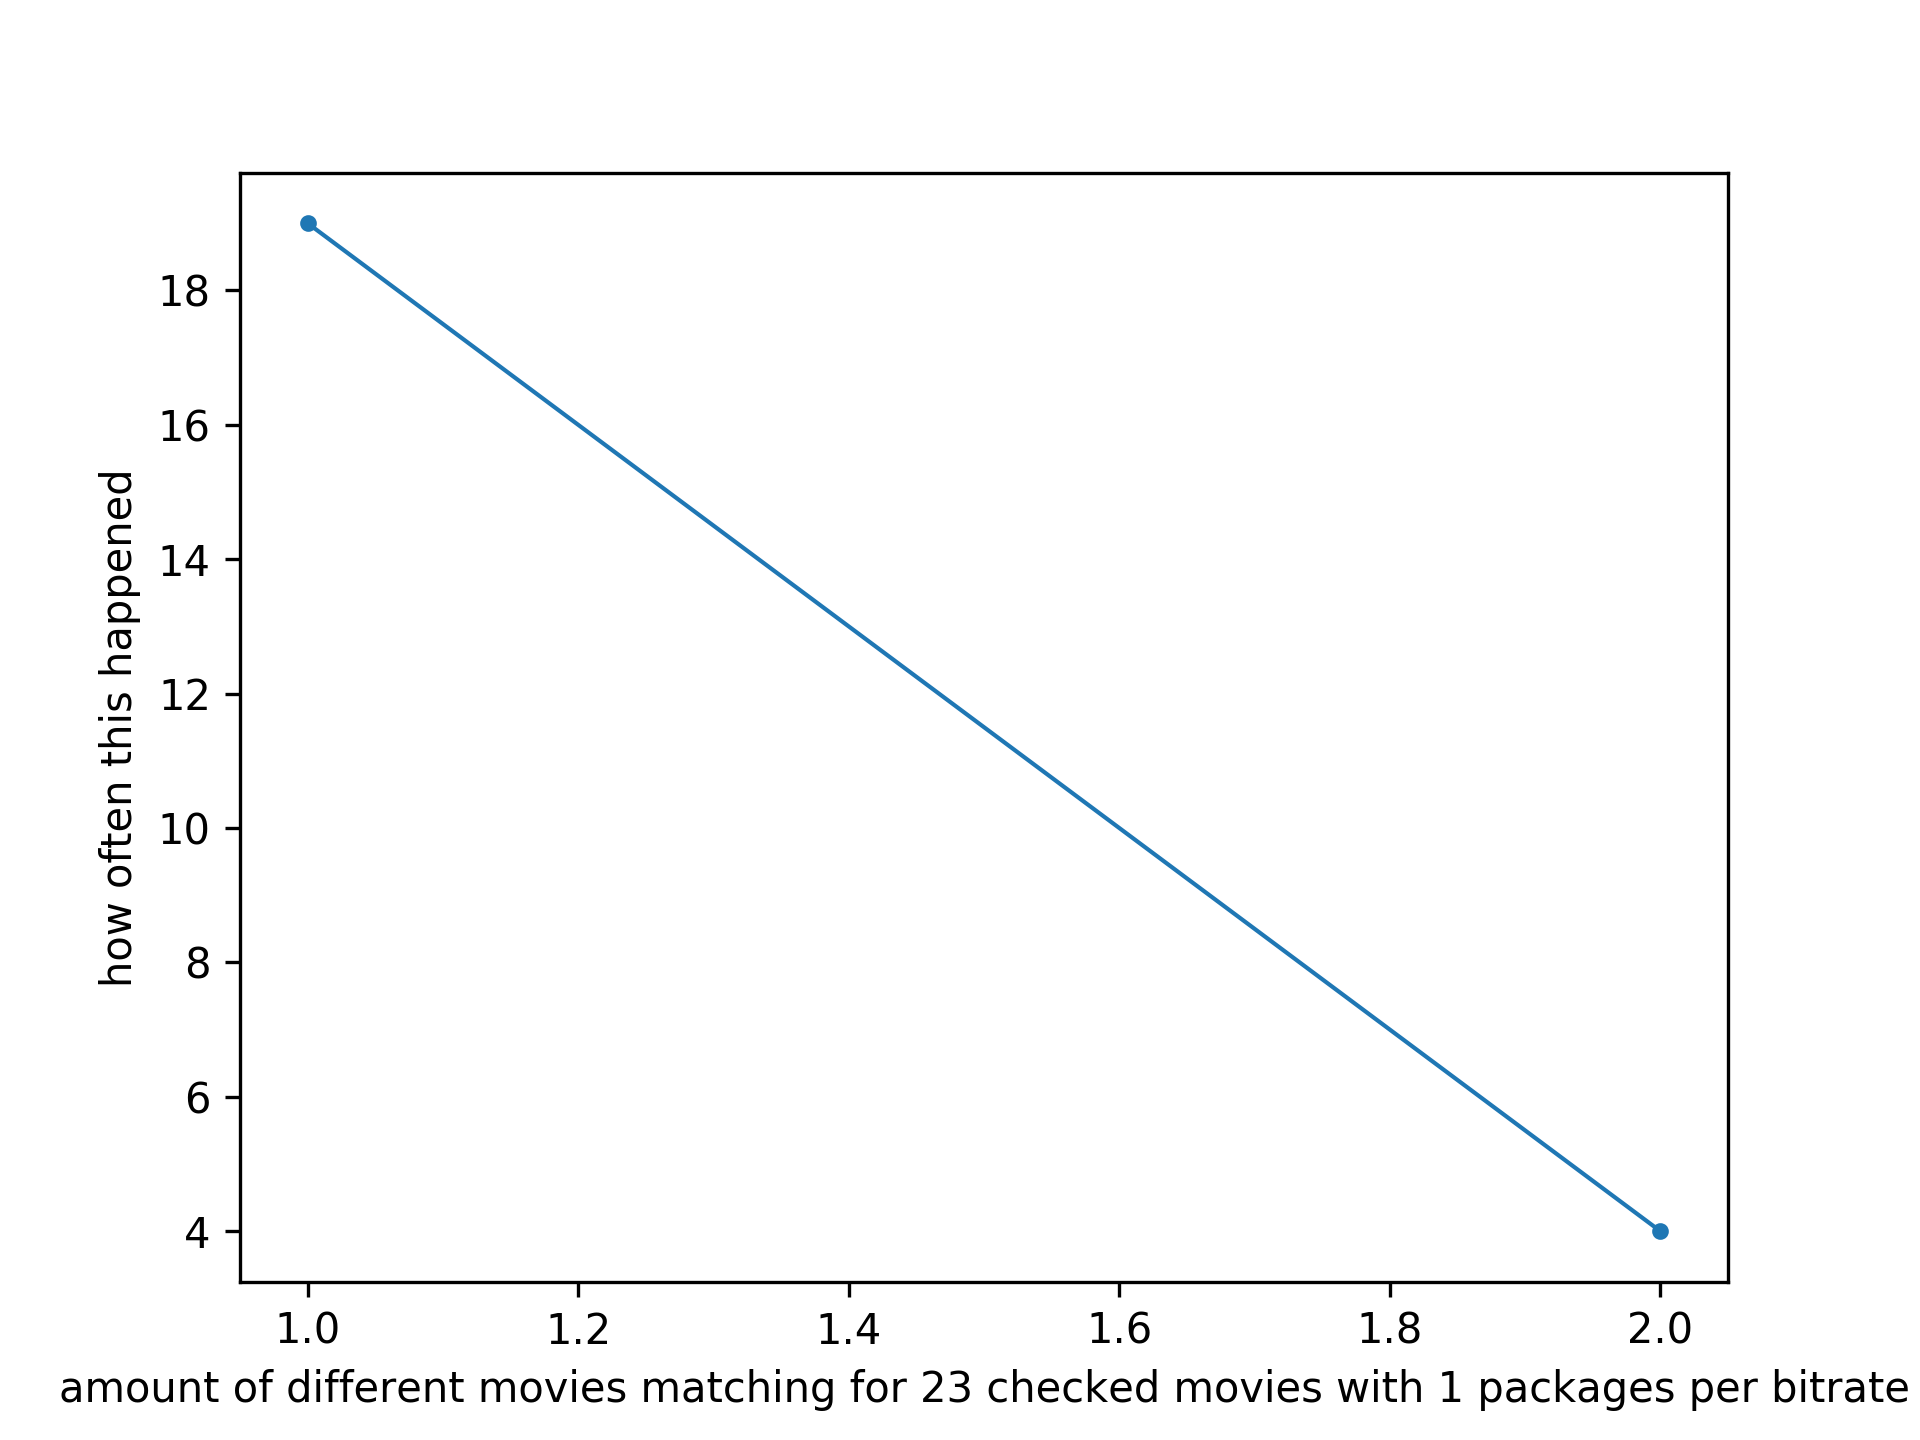 how often this happened
18
16
14
12
10
8
6
4
1.0 1.2 1.4 1.6 1.8 2.0
amount of different movies matching for 23 checked movies with 1 packages per bitrate